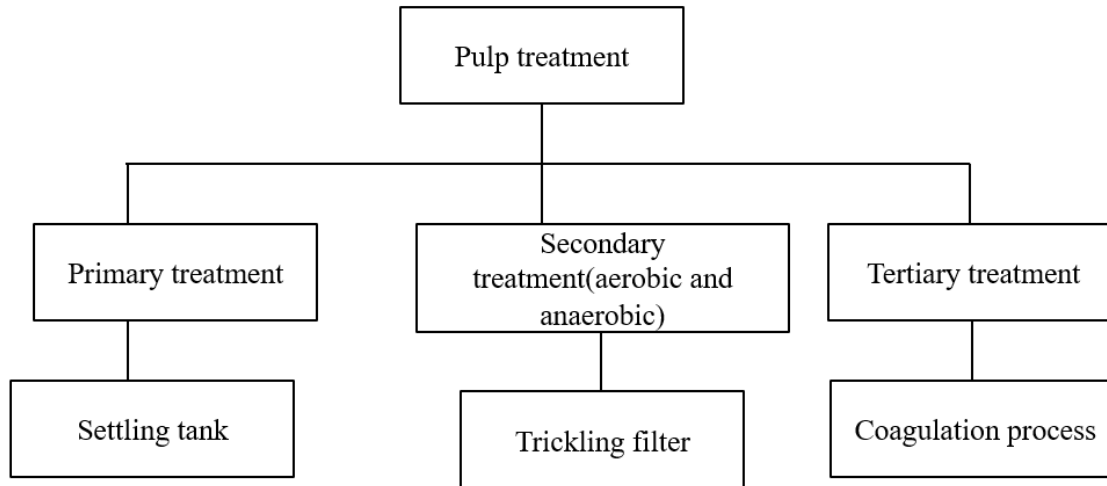 Pulp treatment
Primary treatment
Secondary
treatment(aerobic and
anaerobic)
Tertiary treatment
Settling tank
Trickling filter
Coagulation process